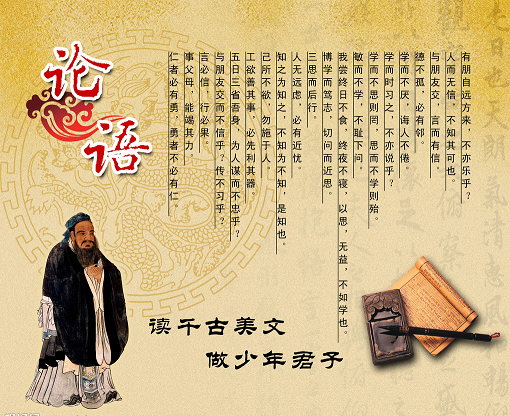 论语
有朋自远方来，不亦乐乎？
人而无信，不知其可也。
与朋友交，言而有信。
德不孤，必有邻。
学而不厌，诲人不倦。
学而时习之，不亦说乎？
学而不思则罔，思而不学则殆。
敏而不学，不耻下问。
我尝终日不食，终夜不寝，以思，无益，不如学也。
博学而笃志，切问而近思。
三思而后行。
人无远虑，必有近忧。
知之为知之，不知为不知，是知也。
己所不欲，勿施于人。
工欲善其事，必先利其器。
五日三省吾身，为人谋而不忠乎？
与朋友交而不信乎？传不习乎？
言必信，行必果。
事父母，能竭其力。
仁者必有勇，勇者不必有仁。
读千古美文
做少年君子